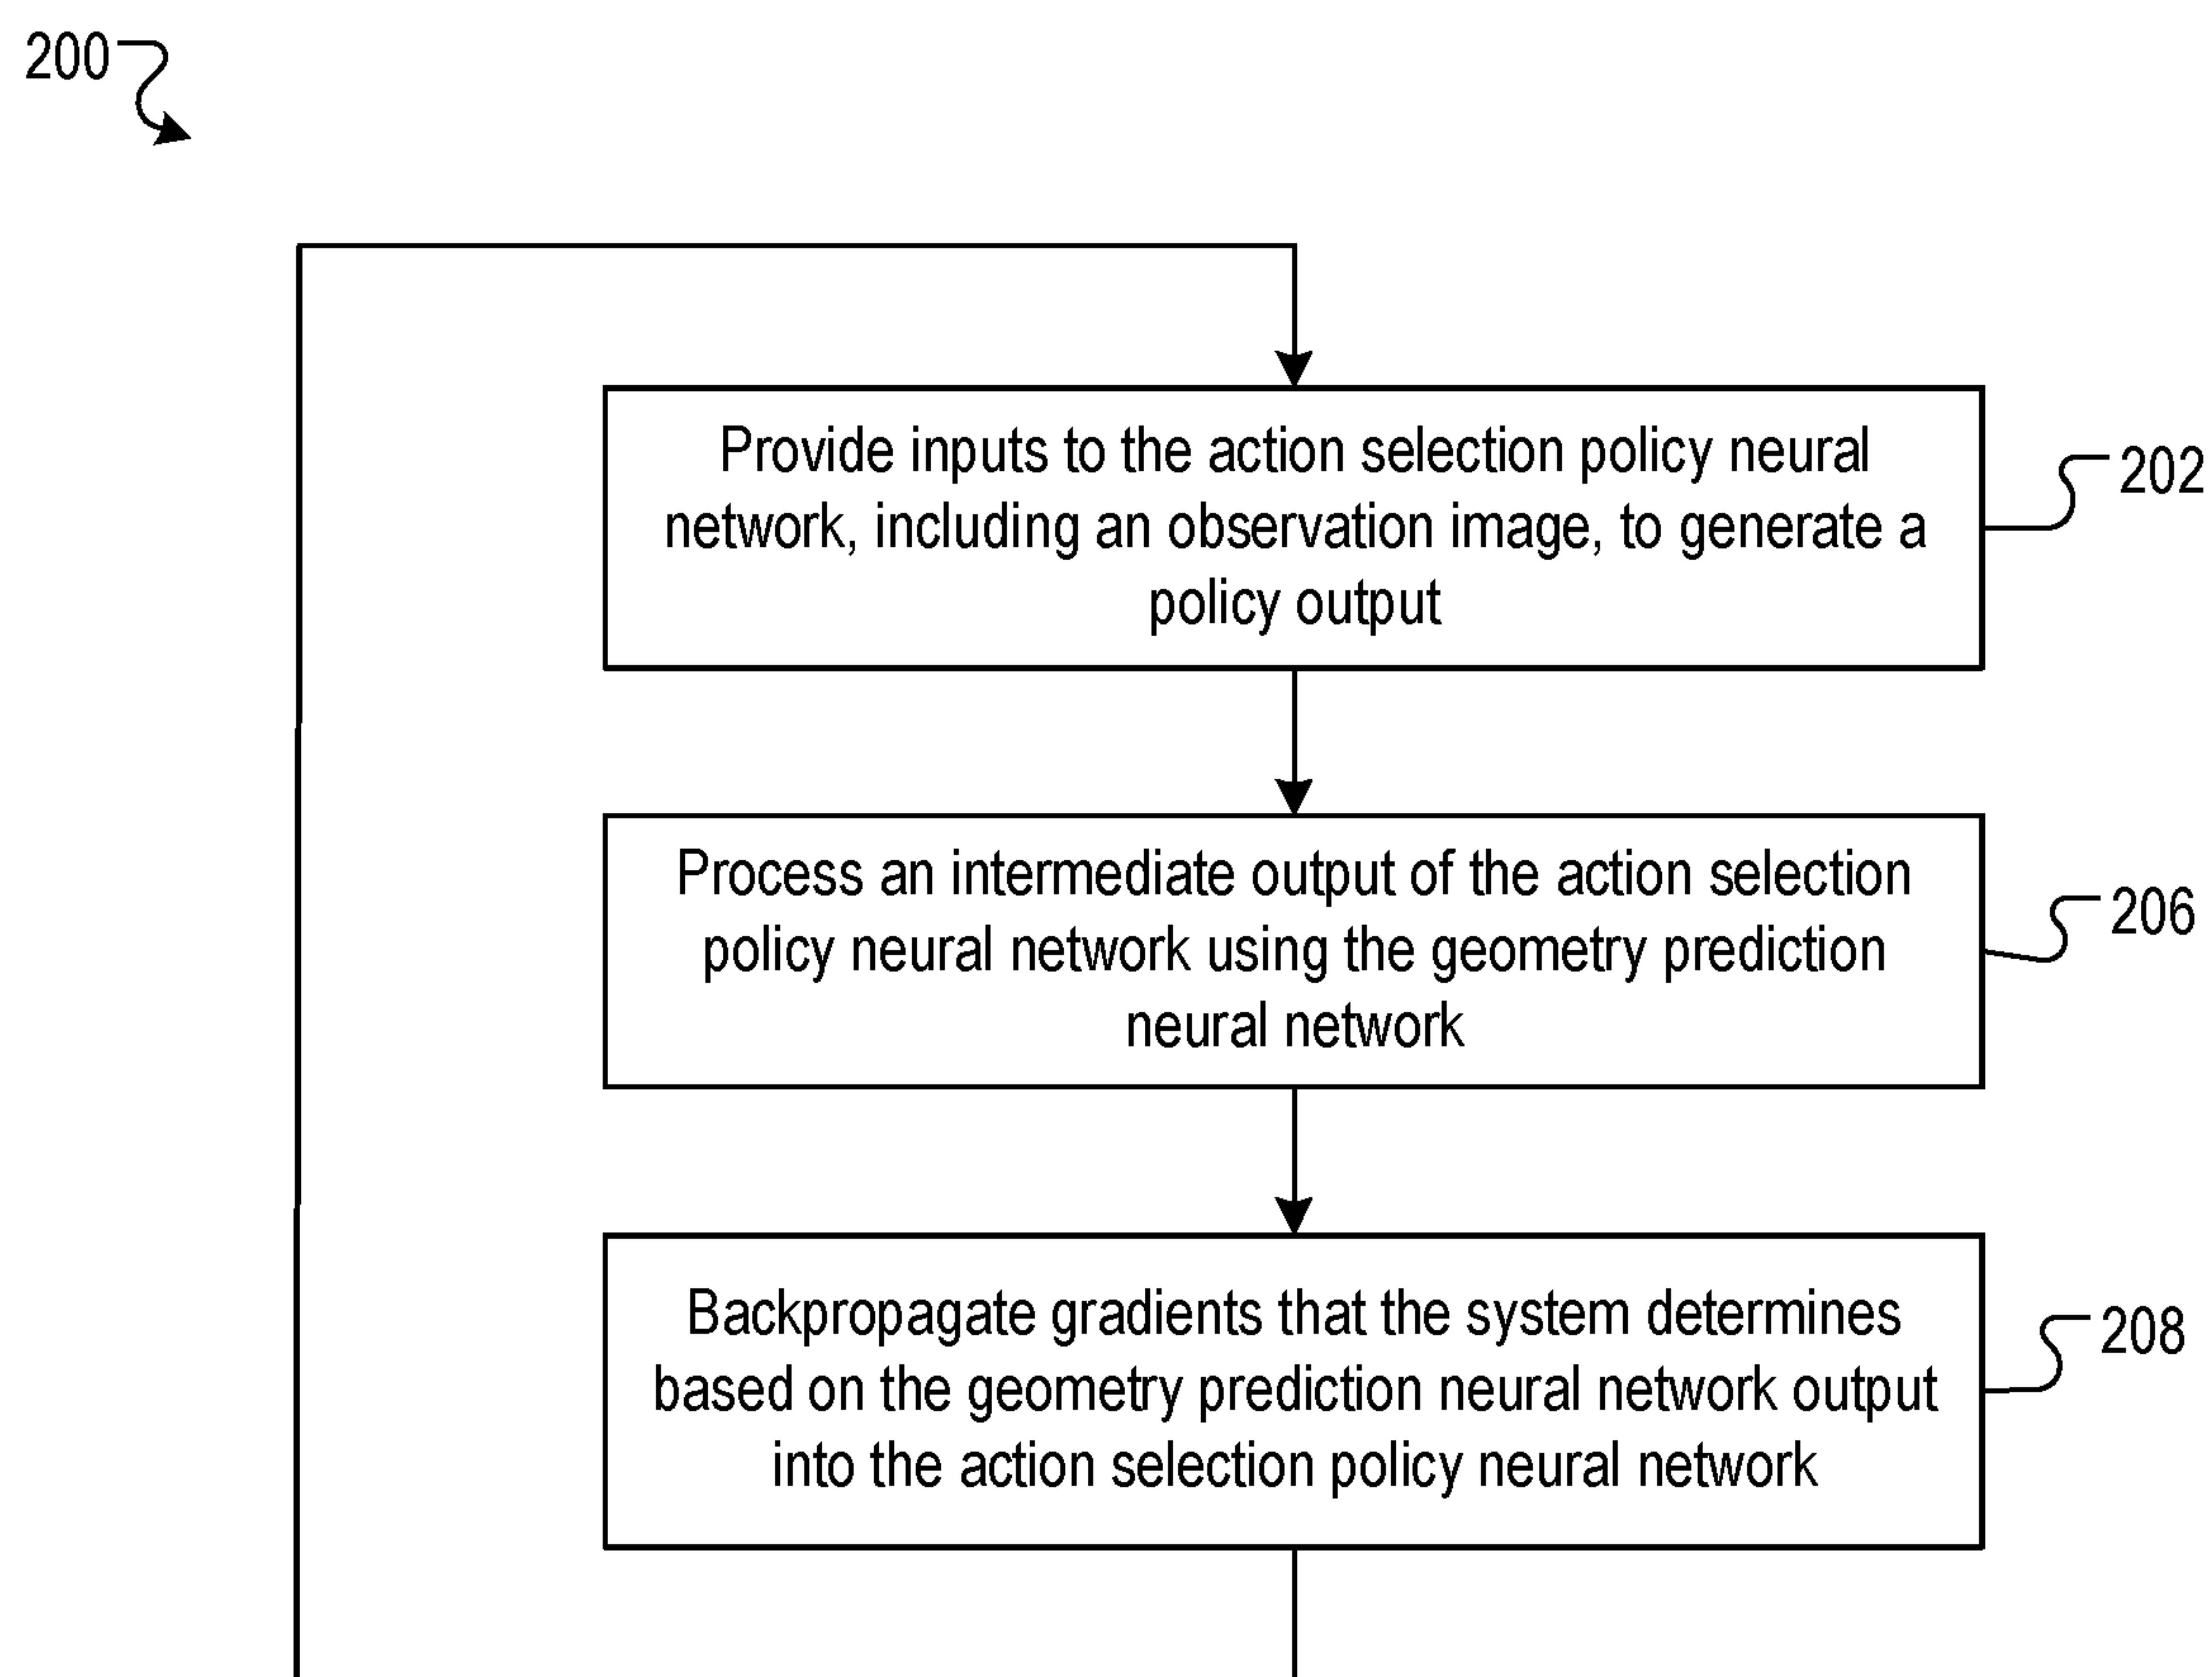 200
Provide inputs to the action selection policy neural
network, including an observation image, to generate a
policy output
202
Process an intermediate output of the action selection
policy neural network using the geometry prediction
neural network
206
Backpropagate gradients that the system determines
based on the geometry prediction neural network output
into the action selection policy neural network
208